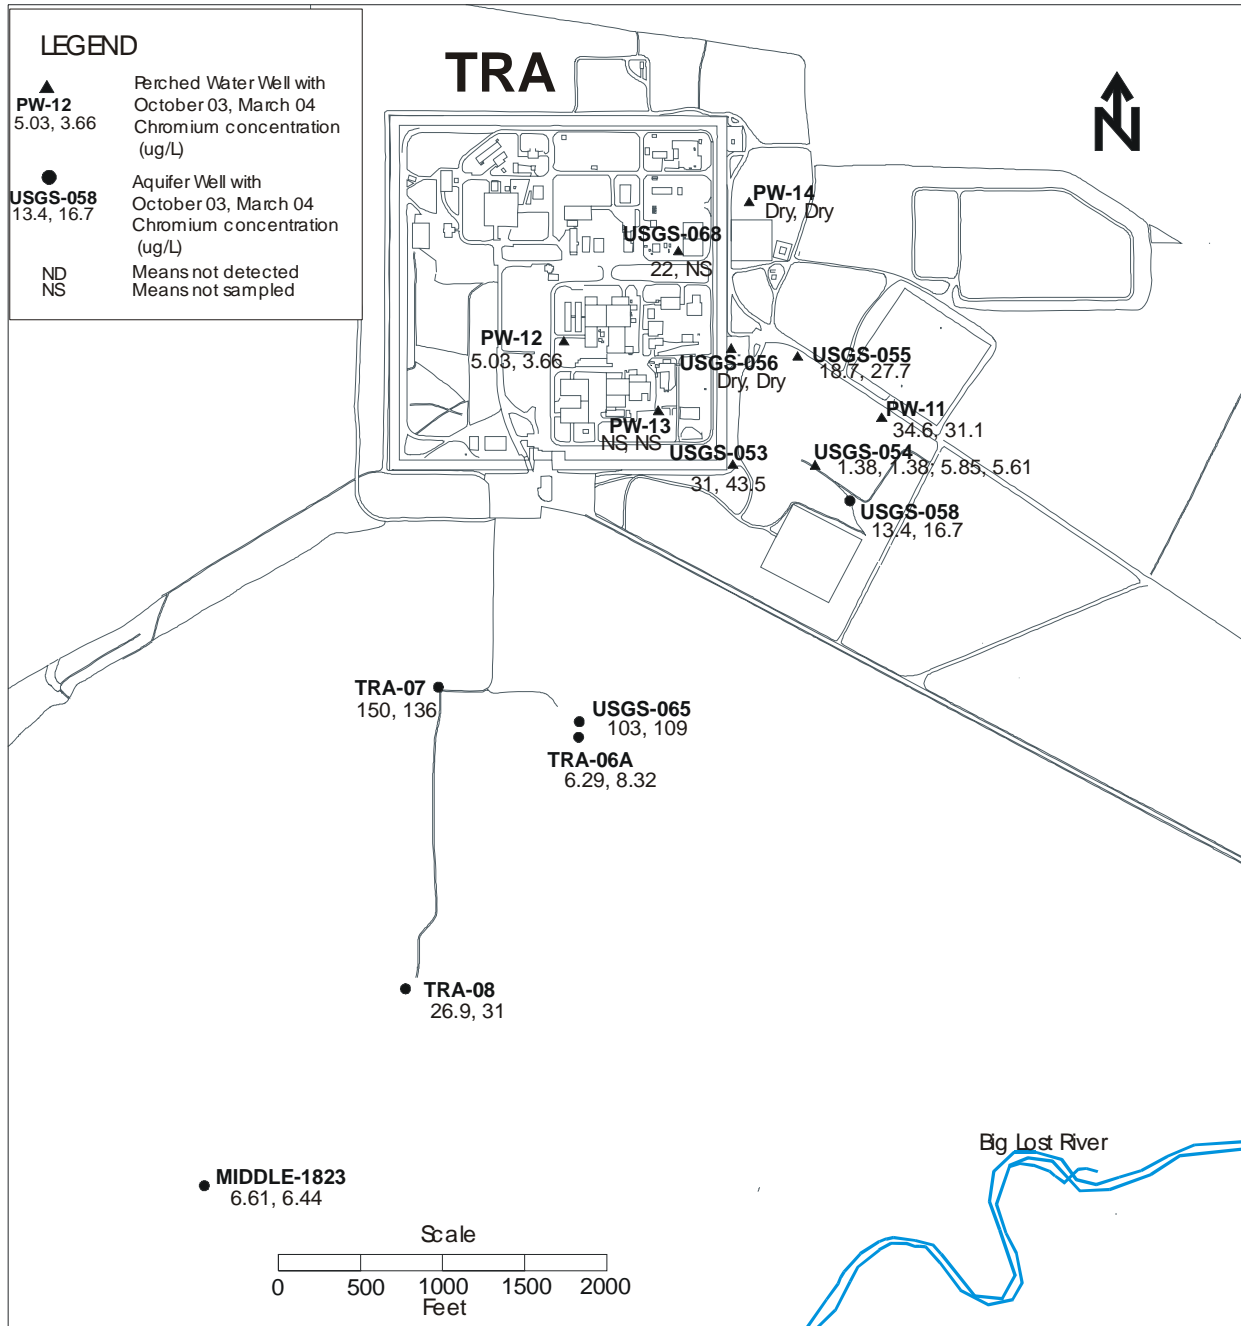 LEGEND
PW-12
5.03, 3.66
Perched Water Well with
October 03, March 04
Chromium concentration
(ug/L)
USGS-058
13.4, 16.7
Aquifer Well with
October 03, March 04
Chromium concentration
(ug/L)
ND Means not detected
NS Means not sampled
TRA
N
PW-14
Dry, Dry
USGS-068
22, NS
PW-12
5.03, 3.66
USGS-056
Dry, Dry
USGS-055
18.7, 27.7
PW-11
34.6, 31.1
PW-13
NS, NS
USGS-053
31, 43.5
USGS-054
1.38, 1.38; 5.85, 5.61
USGS-058
13.4, 16.7
TRA-07
150, 136
USGS-065
103, 109
TRA-06A
6.29, 8.32
TRA-08
26.9, 31
MIDDLE-1823
6.61, 6.44
Big Lost River
Scale
0 500 1000 1500 2000
Feet